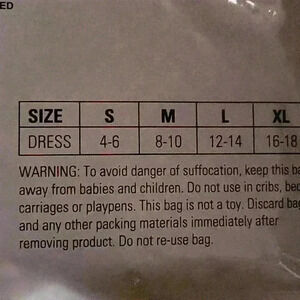 ED
SIZE S M L XL
DRESS 4-6 8-10 12-14 16-18
WARNING: To avoid danger of suffocation, keep this
away from babies and children. Do not use in cribs,
carriages or playpens. This bag is not a toy. Discard
and any other packing materials immediately after
removing product. Do not re-use bag.